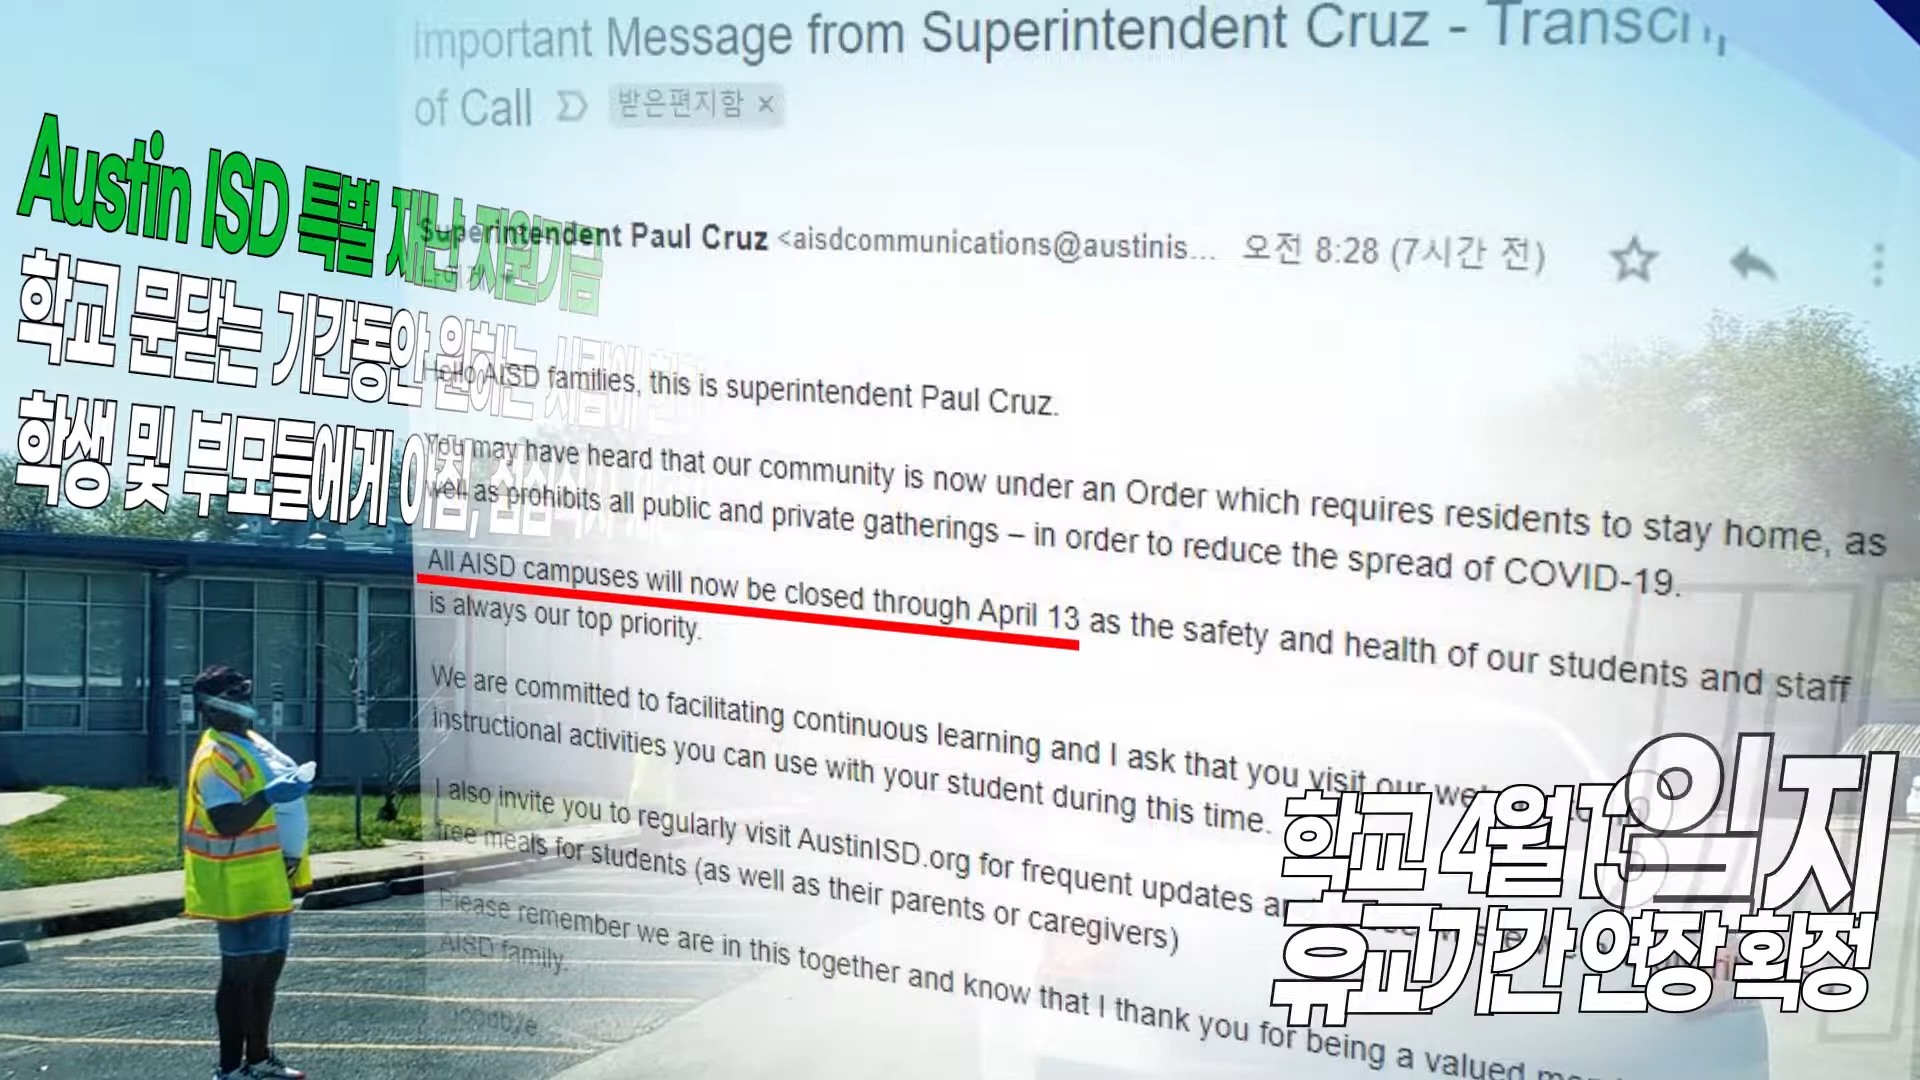 Important Message from Superintendent Cruz - Transcrip
of Call 받은편지함 ×
Austin ISD 특별 재난 지원기금
Superintendent Paul Cruz <aisdcommunications@austinis... 오전 8:28 (7시간 전)
학교 문닫는 기간동안 원하는 사람에
Hello AISD families, this is superintendent Paul Cruz.
학생 및 부모들에게 아침, 점심
You may have heard that our community is now under an Order which requires residents to stay home, as
well as prohibits all public and private gatherings – in order to reduce the spread of COVID-19.
All AISD campuses will now be closed through April 13 as the safety and health of our students and staff
is always our top priority.
We are committed to facilitating continuous learning and I ask that you visit our
instructional activities you can use with your student during this time.
I also invite you to regularly visit AustinISD.org for frequent updates
free meals for students (as well as their parents or caregivers)
Please remember we are in this together and know that I thank you for being a valued
AISD family.
Goodbye
학교 4월 13일까지
휴교기간 연장 확정